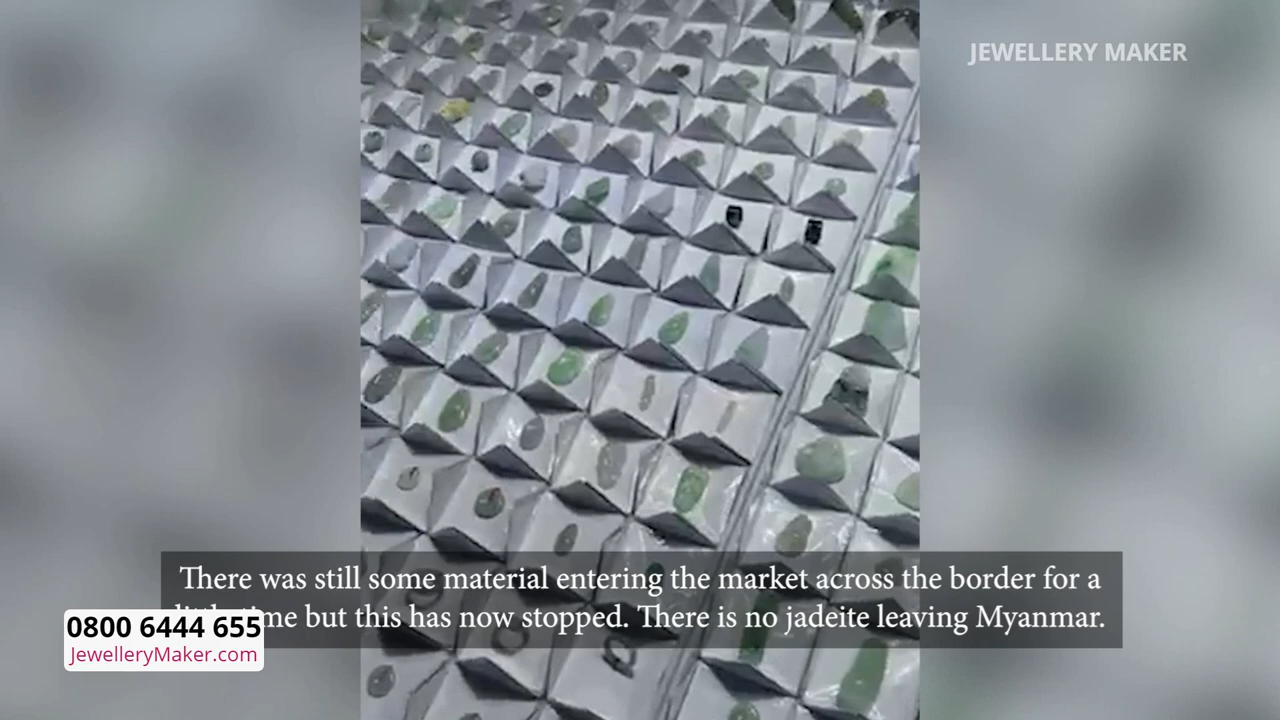 JEWELLERY MAKER
There was still some material entering the market across the border for a
time but this has now stopped. There is no jadeite leaving Myanmar.
0800 6444 655
JewelleryMaker.com